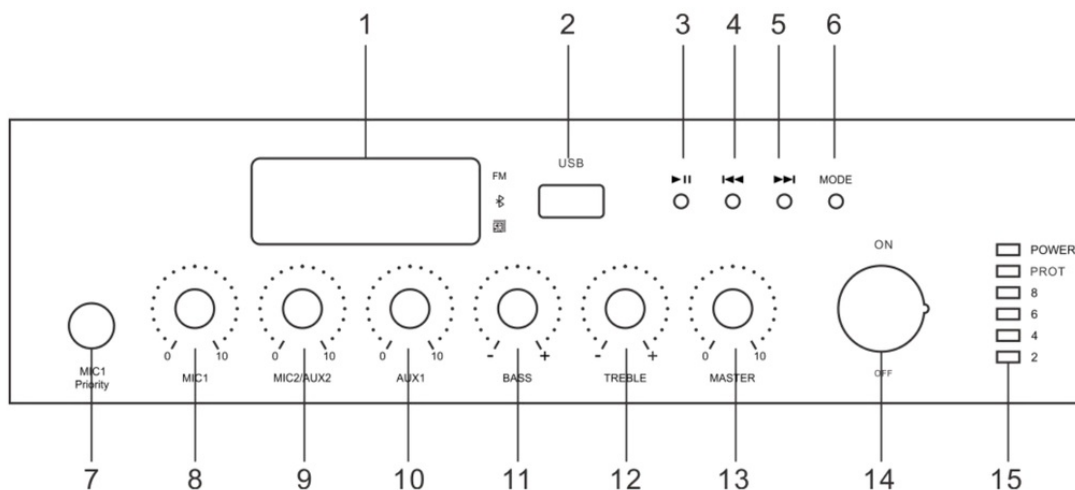 1 2 3 4 5 6
USB
FM
MODE
ON
POWER
PROT
8
6
4
2
0 10 0 10 0 10 - + - + 0 10
MIC1
Priority
MIC1 MIC2/AUX2 AUX1 BASS TREBLE MASTER
OFF
7 8 9 10 11 12 13 14 15